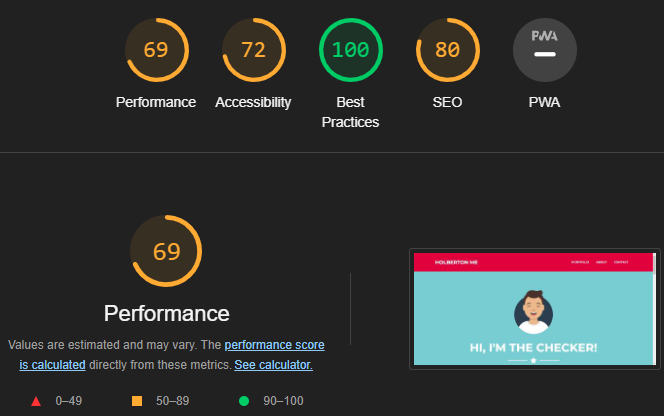 69 72 100 80 PWA
Performance Accessibility Best Practices SEO PWA
69
Performance
Values are estimated and may vary. The performance score
is calculated directly from these metrics. See calculator.
0–49 50–89 90–100
HOLBERTON ME PORTFOLIO ABOUT CONTACT
HI, I'M THE CHECKER!